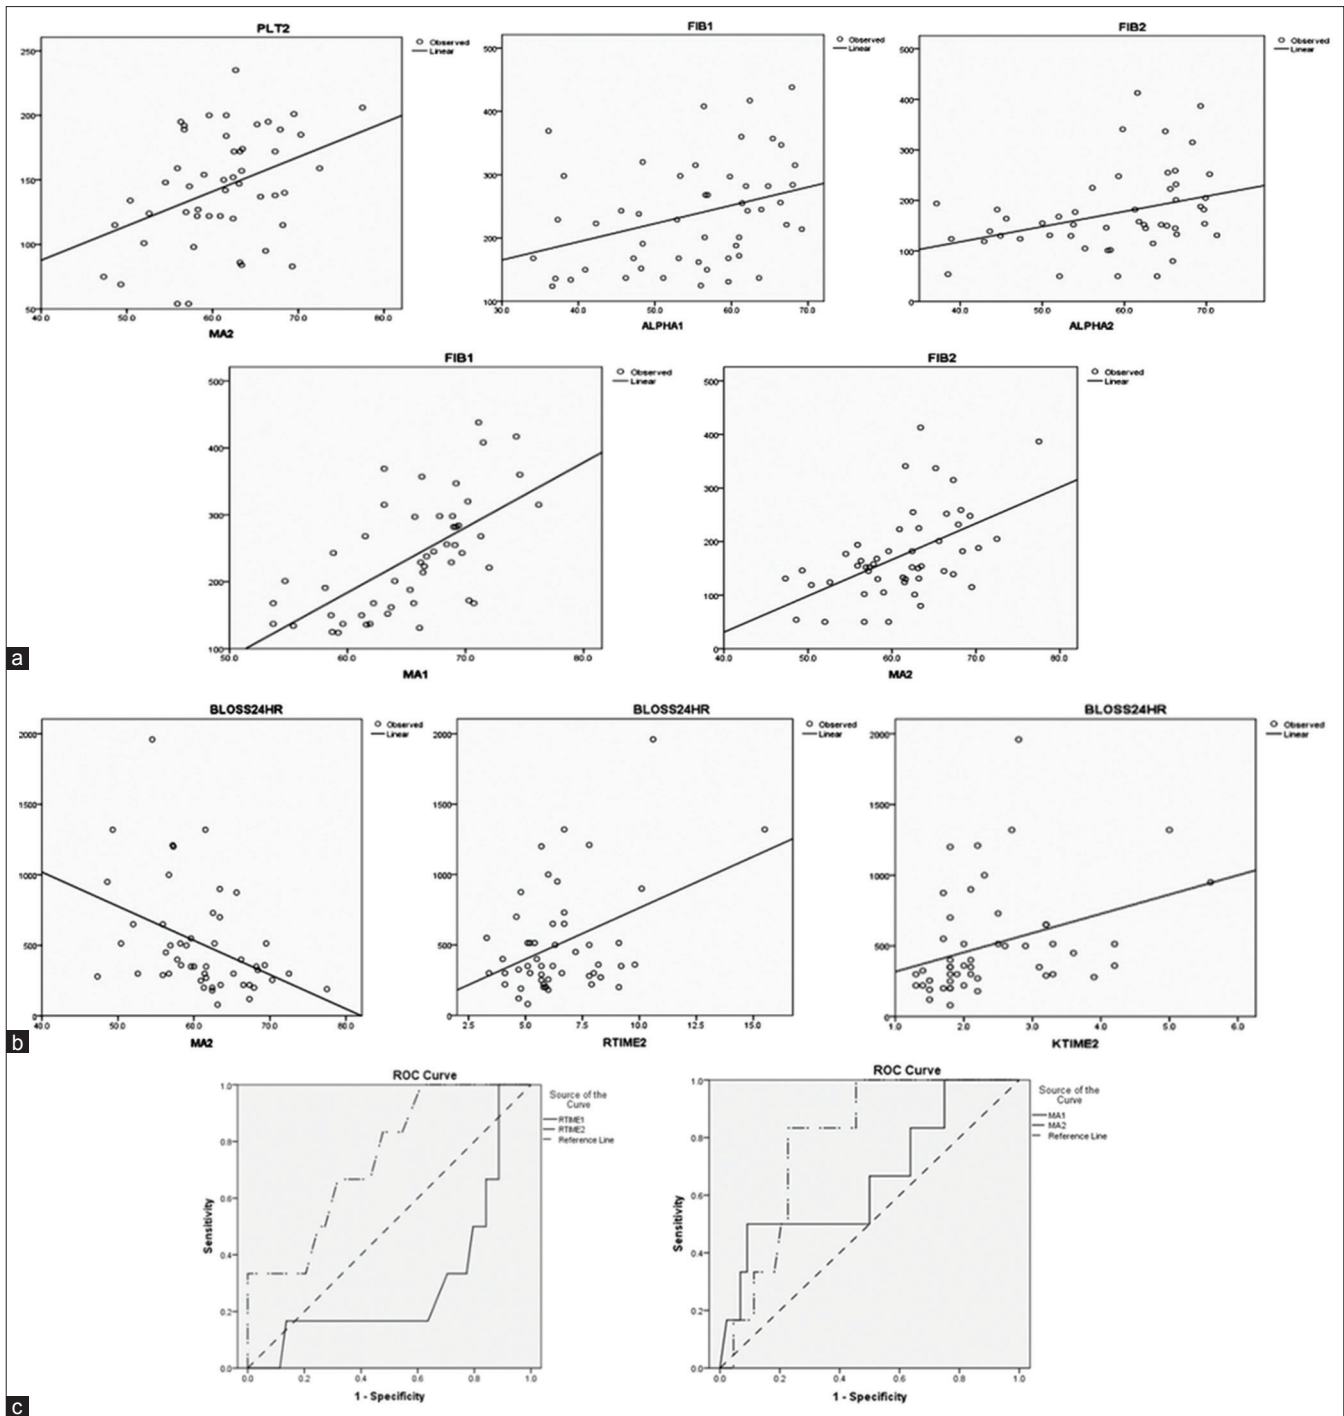 PLT2
Observed
Linear
250
200
150
100
50
40.0 50.0 60.0 70.0 80.0
MA2
FIB1
Observed
Linear
500
400
300
200
100
30.0 40.0 50.0 60.0 70.0
ALPHA1
FIB2
Observed
Linear
500
400
300
200
100
0
40.0 50.0 60.0 70.0
ALPHA2
FIB1
Observed
Linear
500
400
300
200
100
50.0 60.0 70.0 80.0
MA1
FIB2
Observed
Linear
500
400
300
200
100
0
40.0 50.0 60.0 70.0 80.0
MA2
a
BLOSS24HR
Observed
Linear
2000
1500
1000
500
0
40.0 50.0 60.0 70.0 80.0
MA2
BLOSS24HR
Observed
Linear
2000
1500
1000
500
0
2.5 5.0 7.5 10.0 12.5 15.0
RTIME2
BLOSS24HR
Observed
Linear
2000
1500
1000
500
0
1.0 2.0 3.0 4.0 5.0 6.0
KTIME2
b
ROC Curve
Source of the
Curve
RTIME1
RTIME2
Reference Line
1.0
0.8
0.6
0.4
0.2
0.0
Sensitivity
0.0 0.2 0.4 0.6 0.8 1.0
1 - Specificity
ROC Curve
Source of the
Curve
MA1
MA2
Reference Line
1.0
0.8
0.6
0.4
0.2
0.0
Sensitivity
0.0 0.2 0.4 0.6 0.8 1.0
1 - Specificity
c